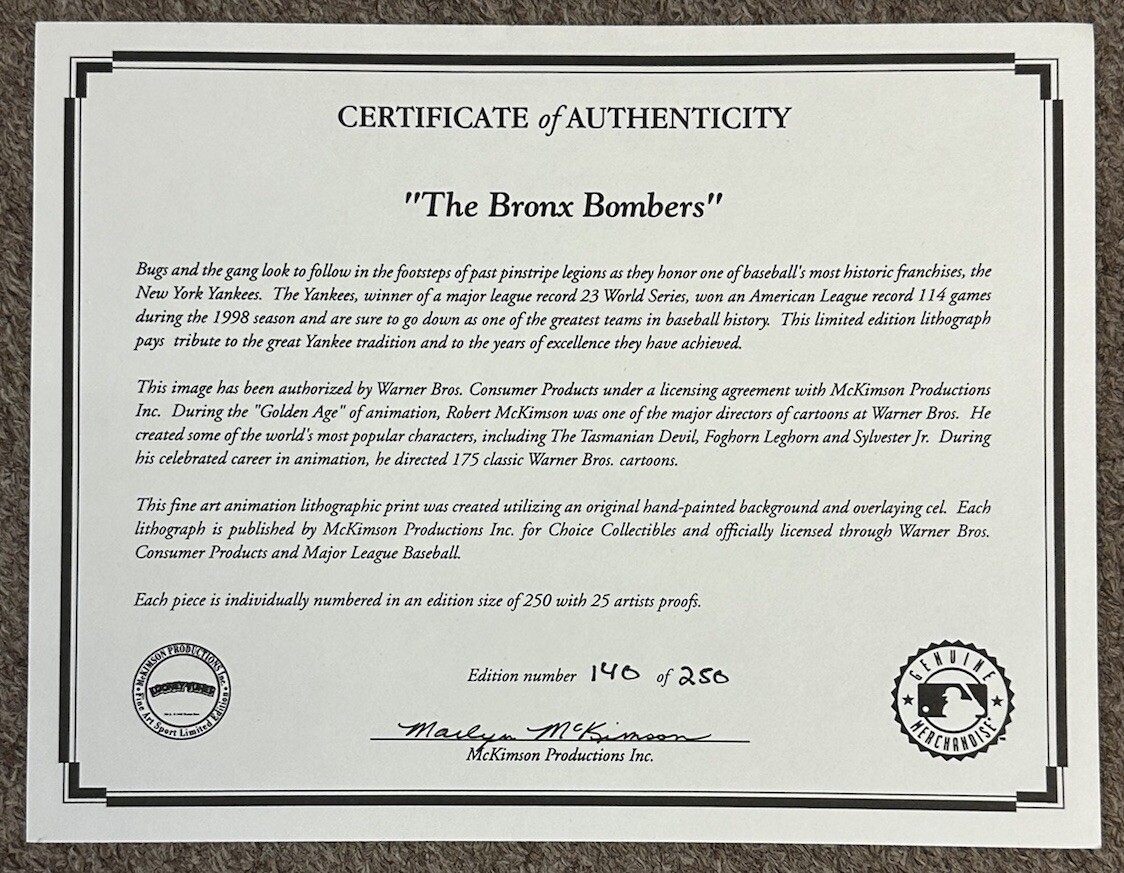 CERTIFICATE of AUTHENTICITY
"The Bronx Bombers"
Bugs and the gang look to follow in the footsteps of past pinstripe legions as they honor one of baseball's most historic franchises, the
New York Yankees. The Yankees, winner of a major league record 23 World Series, won an American League record 114 games
during the 1998 season and are sure to go down as one of the greatest teams in baseball history. This limited edition lithograph
pays tribute to the great Yankee tradition and to the years of excellence they have achieved.
This image has been authorized by Warner Bros. Consumer Products under a licensing agreement with McKimson Productions
Inc. During the "Golden Age" of animation, Robert McKimson was one of the major directors of cartoons at Warner Bros. He
created some of the world's most popular characters, including The Tasmanian Devil, Foghorn Leghorn and Sylvester Jr. During
his celebrated career in animation, he directed 175 classic Warner Bros. cartoons.
This fine art animation lithographic print was created utilizing an original hand-painted background and overlaying cel. Each
lithograph is published by McKimson Productions Inc. for Choice Collectibles and officially licensed through Warner Bros.
Consumer Products and Major League Baseball.
Each piece is individually numbered in an edition size of 250 with 25 artists proofs.
McKIMSON PRODUCTIONS Inc.
LOONEY TUNES
Fine Art Sport Limited Edition
Edition number 140 of 250
Marilyn McKimson
McKimson Productions Inc.
GENUINE
MERCHANDISE